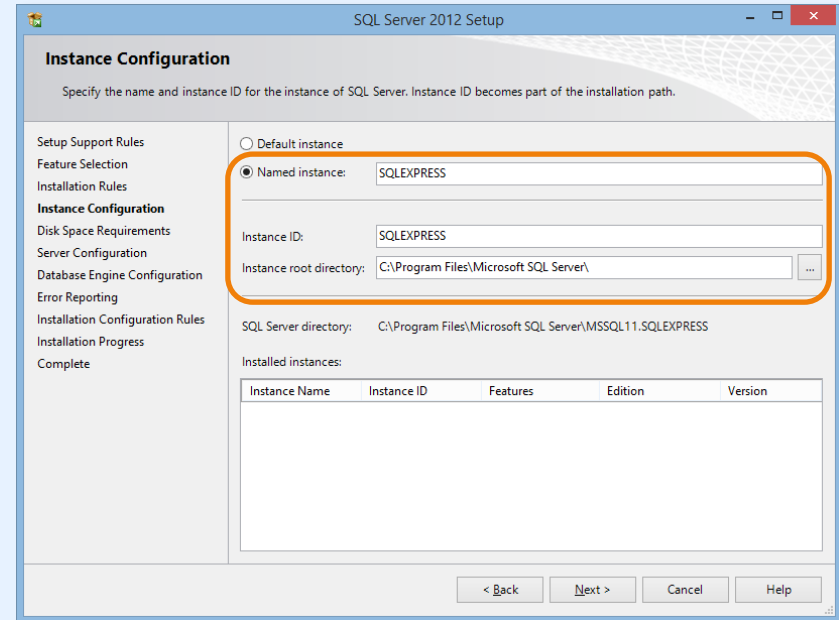 SQL Server 2012 Setup
Instance Configuration
Specify the name and instance ID for the instance of SQL Server. Instance ID becomes part of the installation path.
Setup Support Rules
Feature Selection
Installation Rules
Instance Configuration
Disk Space Requirements
Server Configuration
Database Engine Configuration
Error Reporting
Installation Configuration Rules
Installation Progress
Complete
Default instance
Named instance: SQLEXPRESS
Instance ID: SQLEXPRESS
Instance root directory: C:\Program Files\Microsoft SQL Server\ ...
SQL Server directory: C:\Program Files\Microsoft SQL Server\MSSQL11.SQLEXPRESS
Installed instances:
Instance Name Instance ID Features Edition Version
< Back Next > Cancel Help